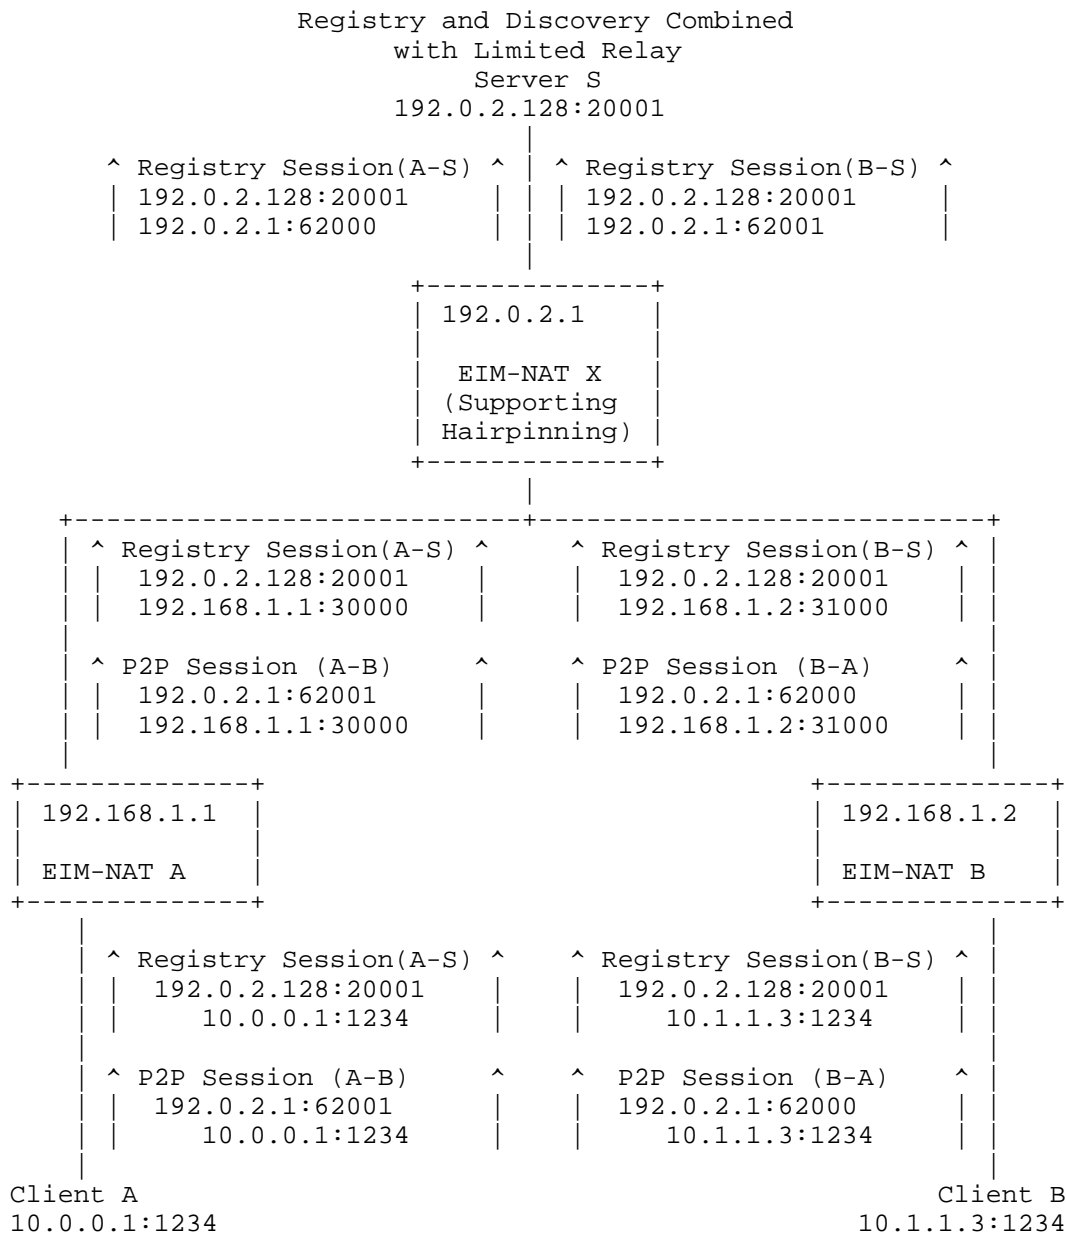 Registry and Discovery Combined
with Limited Relay
Server S
192.0.2.128:20001
|
^ Registry Session(A-S) ^ | ^ Registry Session(B-S) ^
| 192.0.2.128:20001 | | | 192.0.2.128:20001 |
| 192.0.2.1:62000 | | | 192.0.2.1:62001 |
|
+--------------+
| 192.0.2.1 |
| |
| EIM-NAT X |
| (Supporting |
| Hairpinning) |
+--------------+
|
+----------------------------+----------------------------+
| ^ Registry Session(A-S) ^ ^ Registry Session(B-S) ^ |
| | 192.0.2.128:20001 | | 192.0.2.128:20001 | |
| | 192.168.1.1:30000 | | 192.168.1.2:31000 | |
| |
| ^ P2P Session (A-B) ^ ^ P2P Session (B-A) ^ |
| | 192.0.2.1:62001 | | 192.0.2.1:62000 | |
| | 192.168.1.1:30000 | | 192.168.1.2:31000 | |
| |
+--------------+ +--------------+
| 192.168.1.1 | | 192.168.1.2 |
| | | |
| EIM-NAT A | | EIM-NAT B |
+--------------+ +--------------+
| |
| ^ Registry Session(A-S) ^ ^ Registry Session(B-S) ^ |
| | 192.0.2.128:20001 | | 192.0.2.128:20001 | |
| | 10.0.0.1:1234 | | 10.1.1.3:1234 | |
| |
| ^ P2P Session (A-B) ^ ^ P2P Session (B-A) ^ |
| | 192.0.2.1:62001 | | 192.0.2.1:62000 | |
| | 10.0.0.1:1234 | | 10.1.1.3:1234 | |
| |
Client A Client B
10.0.0.1:1234 10.1.1.3:1234